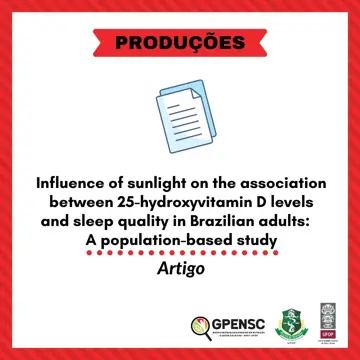 PRODUÇÕES
Influence of sunlight on the association
between 25-hydroxyvitamin D levels
and sleep quality in Brazilian adults:
A population-based study
Artigo
GPENSC
UFOP